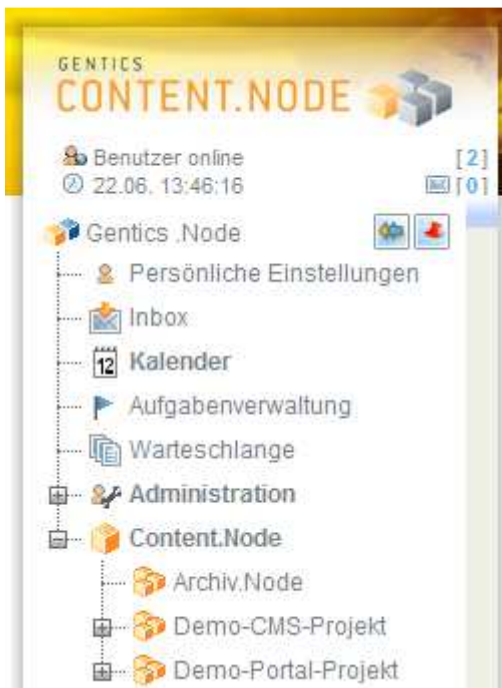 GENTICS
CONTENT.NODE
Benutzer online [2]
22.06. 13:46:16 [0]
Gentics .Node
Persönliche Einstellungen
Inbox
12 Kalender
Aufgabenverwaltung
Warteschlange
Administration
Content.Node
Archiv.Node
Demo-CMS-Projekt
Demo-Portal-Projekt